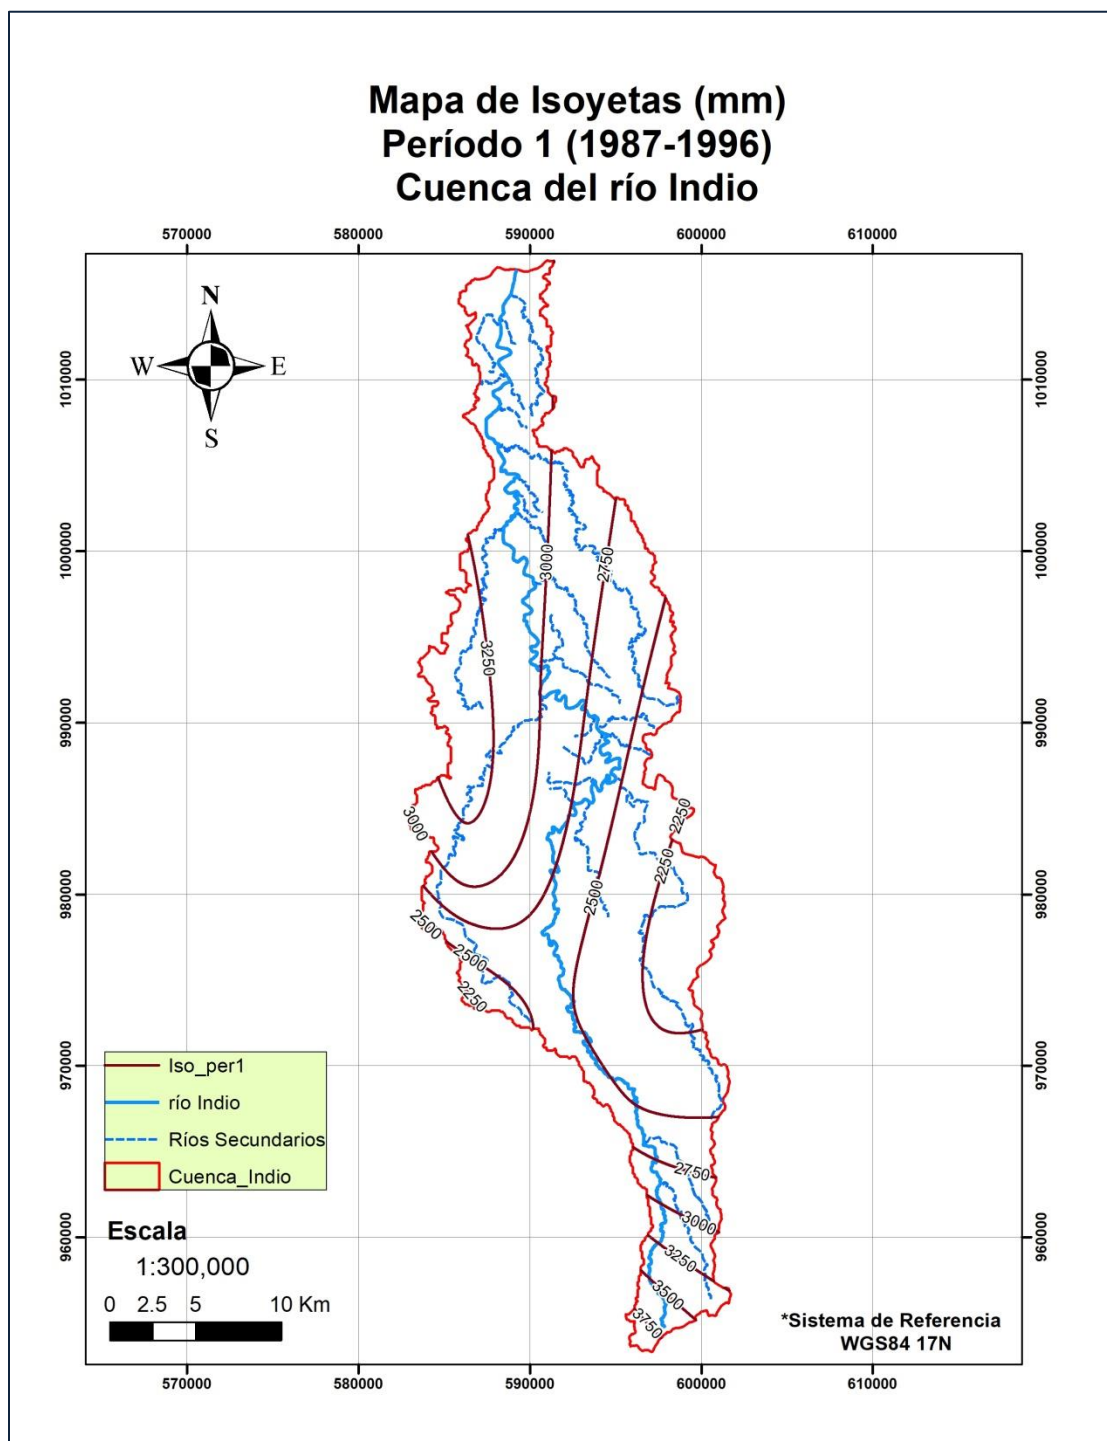 Mapa de Isoyetas (mm)
Período 1 (1987-1996)
Cuenca del río Indio
570000 580000 590000 600000 610000
N
W E
S
1010000 1010000
1000000 1000000
3000
2750
3250
990000 990000
3000
2250
2250
2500
980000 980000
2500
2500
2250
970000 970000
Iso_per1
río Indio
Ríos Secundarios
Cuenca_Indio
2750
3000
960000 960000
3250
3500
3750
Escala
1:300,000
0 2.5 5 10 Km
*Sistema de Referencia
WGS84 17N
570000 580000 590000 600000 610000